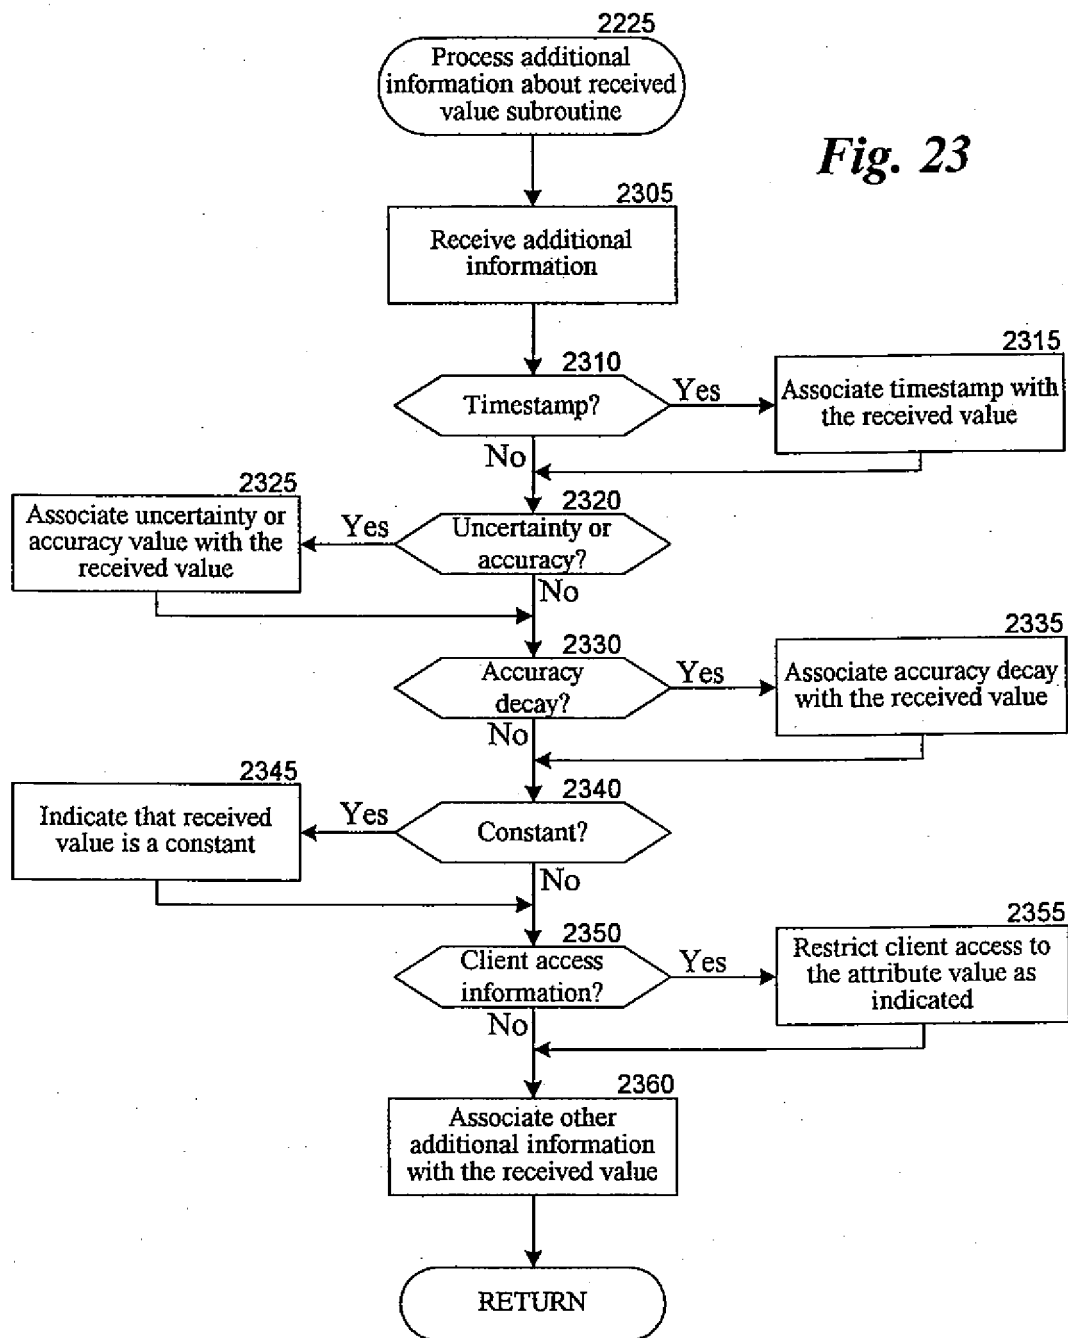 2225
Process additional
information about received
value subroutine
Fig. 23
2305
Receive additional
information
2310
Timestamp?
Yes
2315
Associate timestamp with
the received value
No
2320
Uncertainty or
accuracy?
Yes
2325
Associate uncertainty or
accuracy value with the
received value
No
2330
Accuracy
decay?
Yes
2335
Associate accuracy decay
with the received value
No
2340
Constant?
Yes
2345
Indicate that received
value is a constant
No
2350
Client access
information?
Yes
2355
Restrict client access to
the attribute value as
indicated
No
2360
Associate other
additional information
with the received value
RETURN